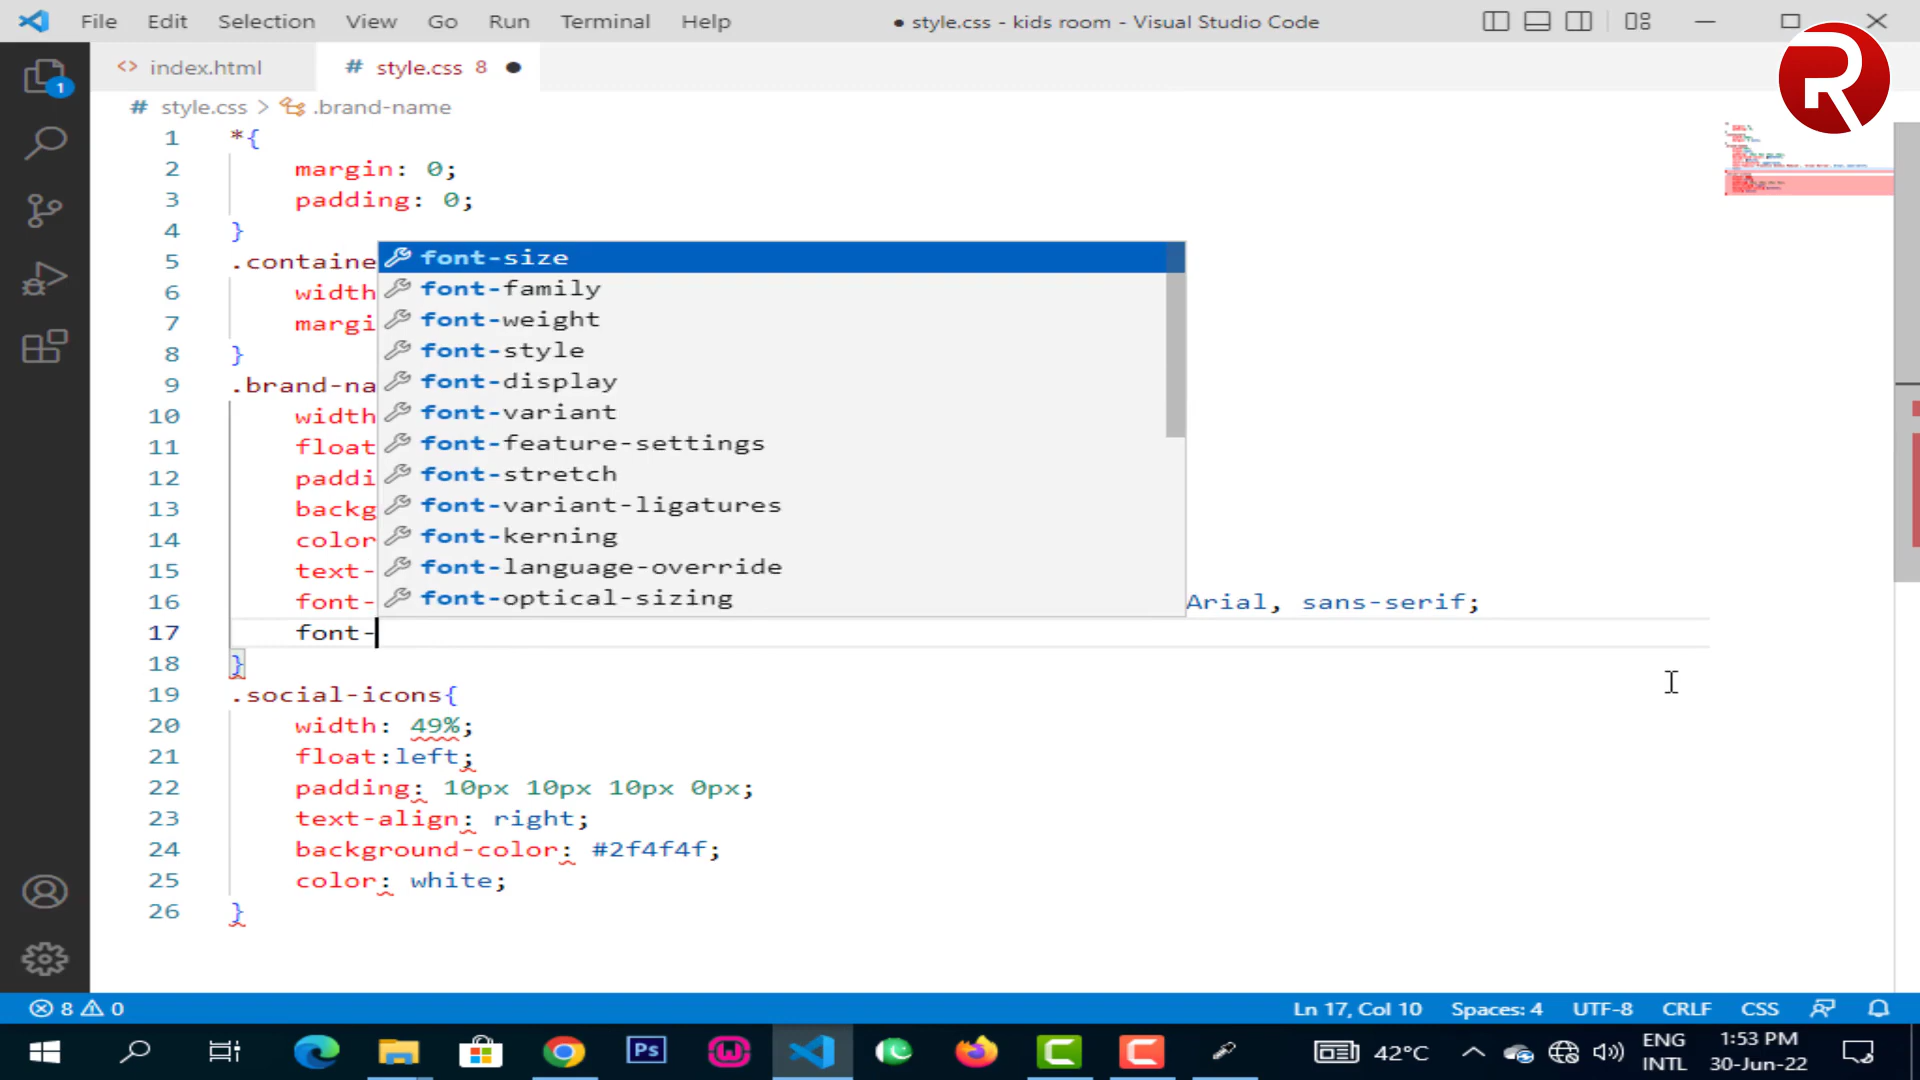 File Edit Selection View Go Run Terminal Help ● style.css - kids room - Visual Studio Code
<> index.html # style.css 8 ●
# style.css > .brand-name
1 *{
2 margin: 0;
3 padding: 0;
4 }
5 .containe
6 width
7 margi
8 }
9 .brand-na
10 width
11 float
12 paddi
13 backg
14 color
15 text-
16 font- Arial, sans-serif;
17 font-
18 }
19 .social-icons{
20 width: 49%;
21 float:left;
22 padding: 10px 10px 10px 0px;
23 text-align: right;
24 background-color: #2f4f4f;
25 color: white;
26 }
font-size
font-family
font-weight
font-style
font-display
font-variant
font-feature-settings
font-stretch
font-variant-ligatures
font-kerning
font-language-override
font-optical-sizing
1
R
8 0 Ln 17, Col 10 Spaces: 4 UTF-8 CRLF CSS
Ps 42°C ENG INTL 1:53 PM 30-Jun-22